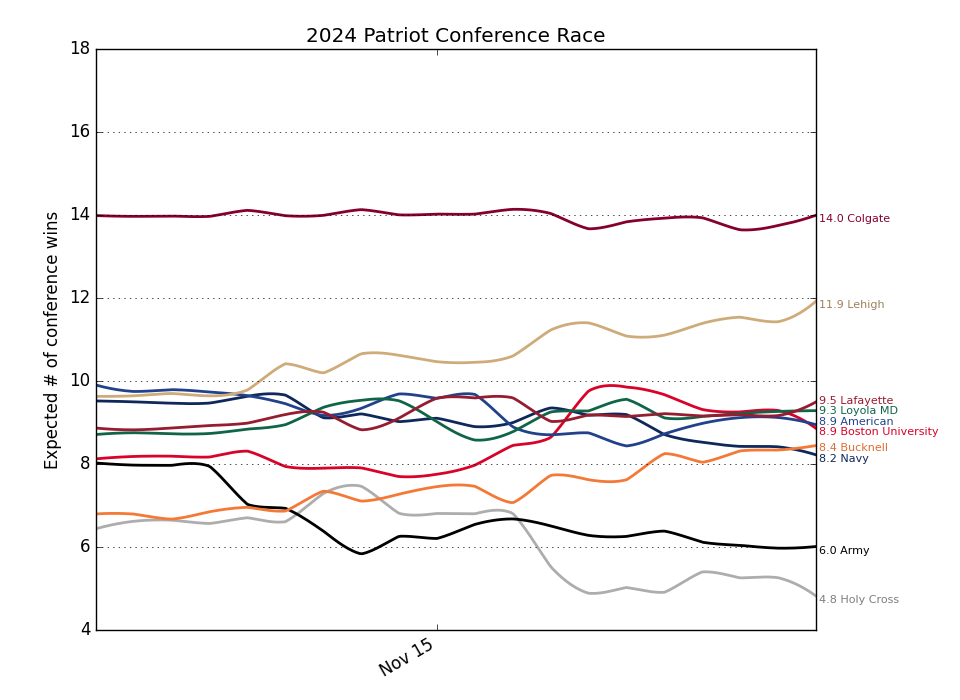 2024 Patriot Conference Race
Expected # of conference wins
18
16
14
12
10
8
6
4
Nov 15
14.0 Colgate
11.9 Lehigh
9.5 Lafayette
9.3 Loyola MD
8.9 American
8.9 Boston University
8.4 Bucknell
8.2 Navy
6.0 Army
4.8 Holy Cross